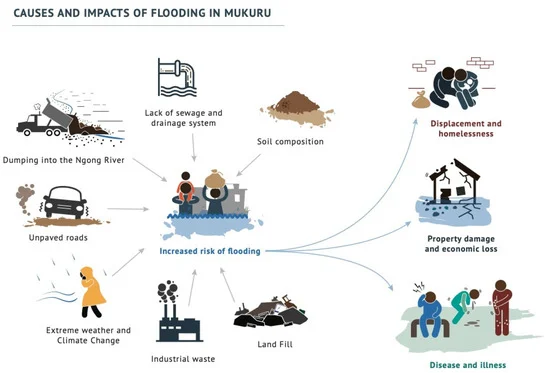 CAUSES AND IMPACTS OF FLOODING IN MUKURU
Lack of sewage and
drainage system
Soil composition
Displacement and
homelessness
Dumping into the Ngong River
Unpaved roads
Increased risk of flooding
Property damage
and economic loss
Extreme weather and
Climate Change
Industrial waste
Land Fill
Disease and illness